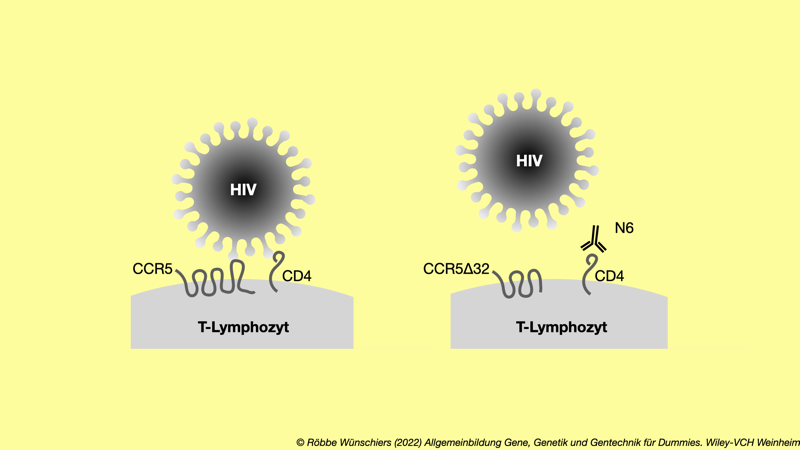 HIV
CCR5
CD4
T-Lymphozyt
HIV
N6
CCR5Δ32
CD4
T-Lymphozyt
© Röbbe Wünschiers (2022) Allgemeinbildung Gene, Genetik und Gentechnik für Dummies. Wiley-VCH Weinheim